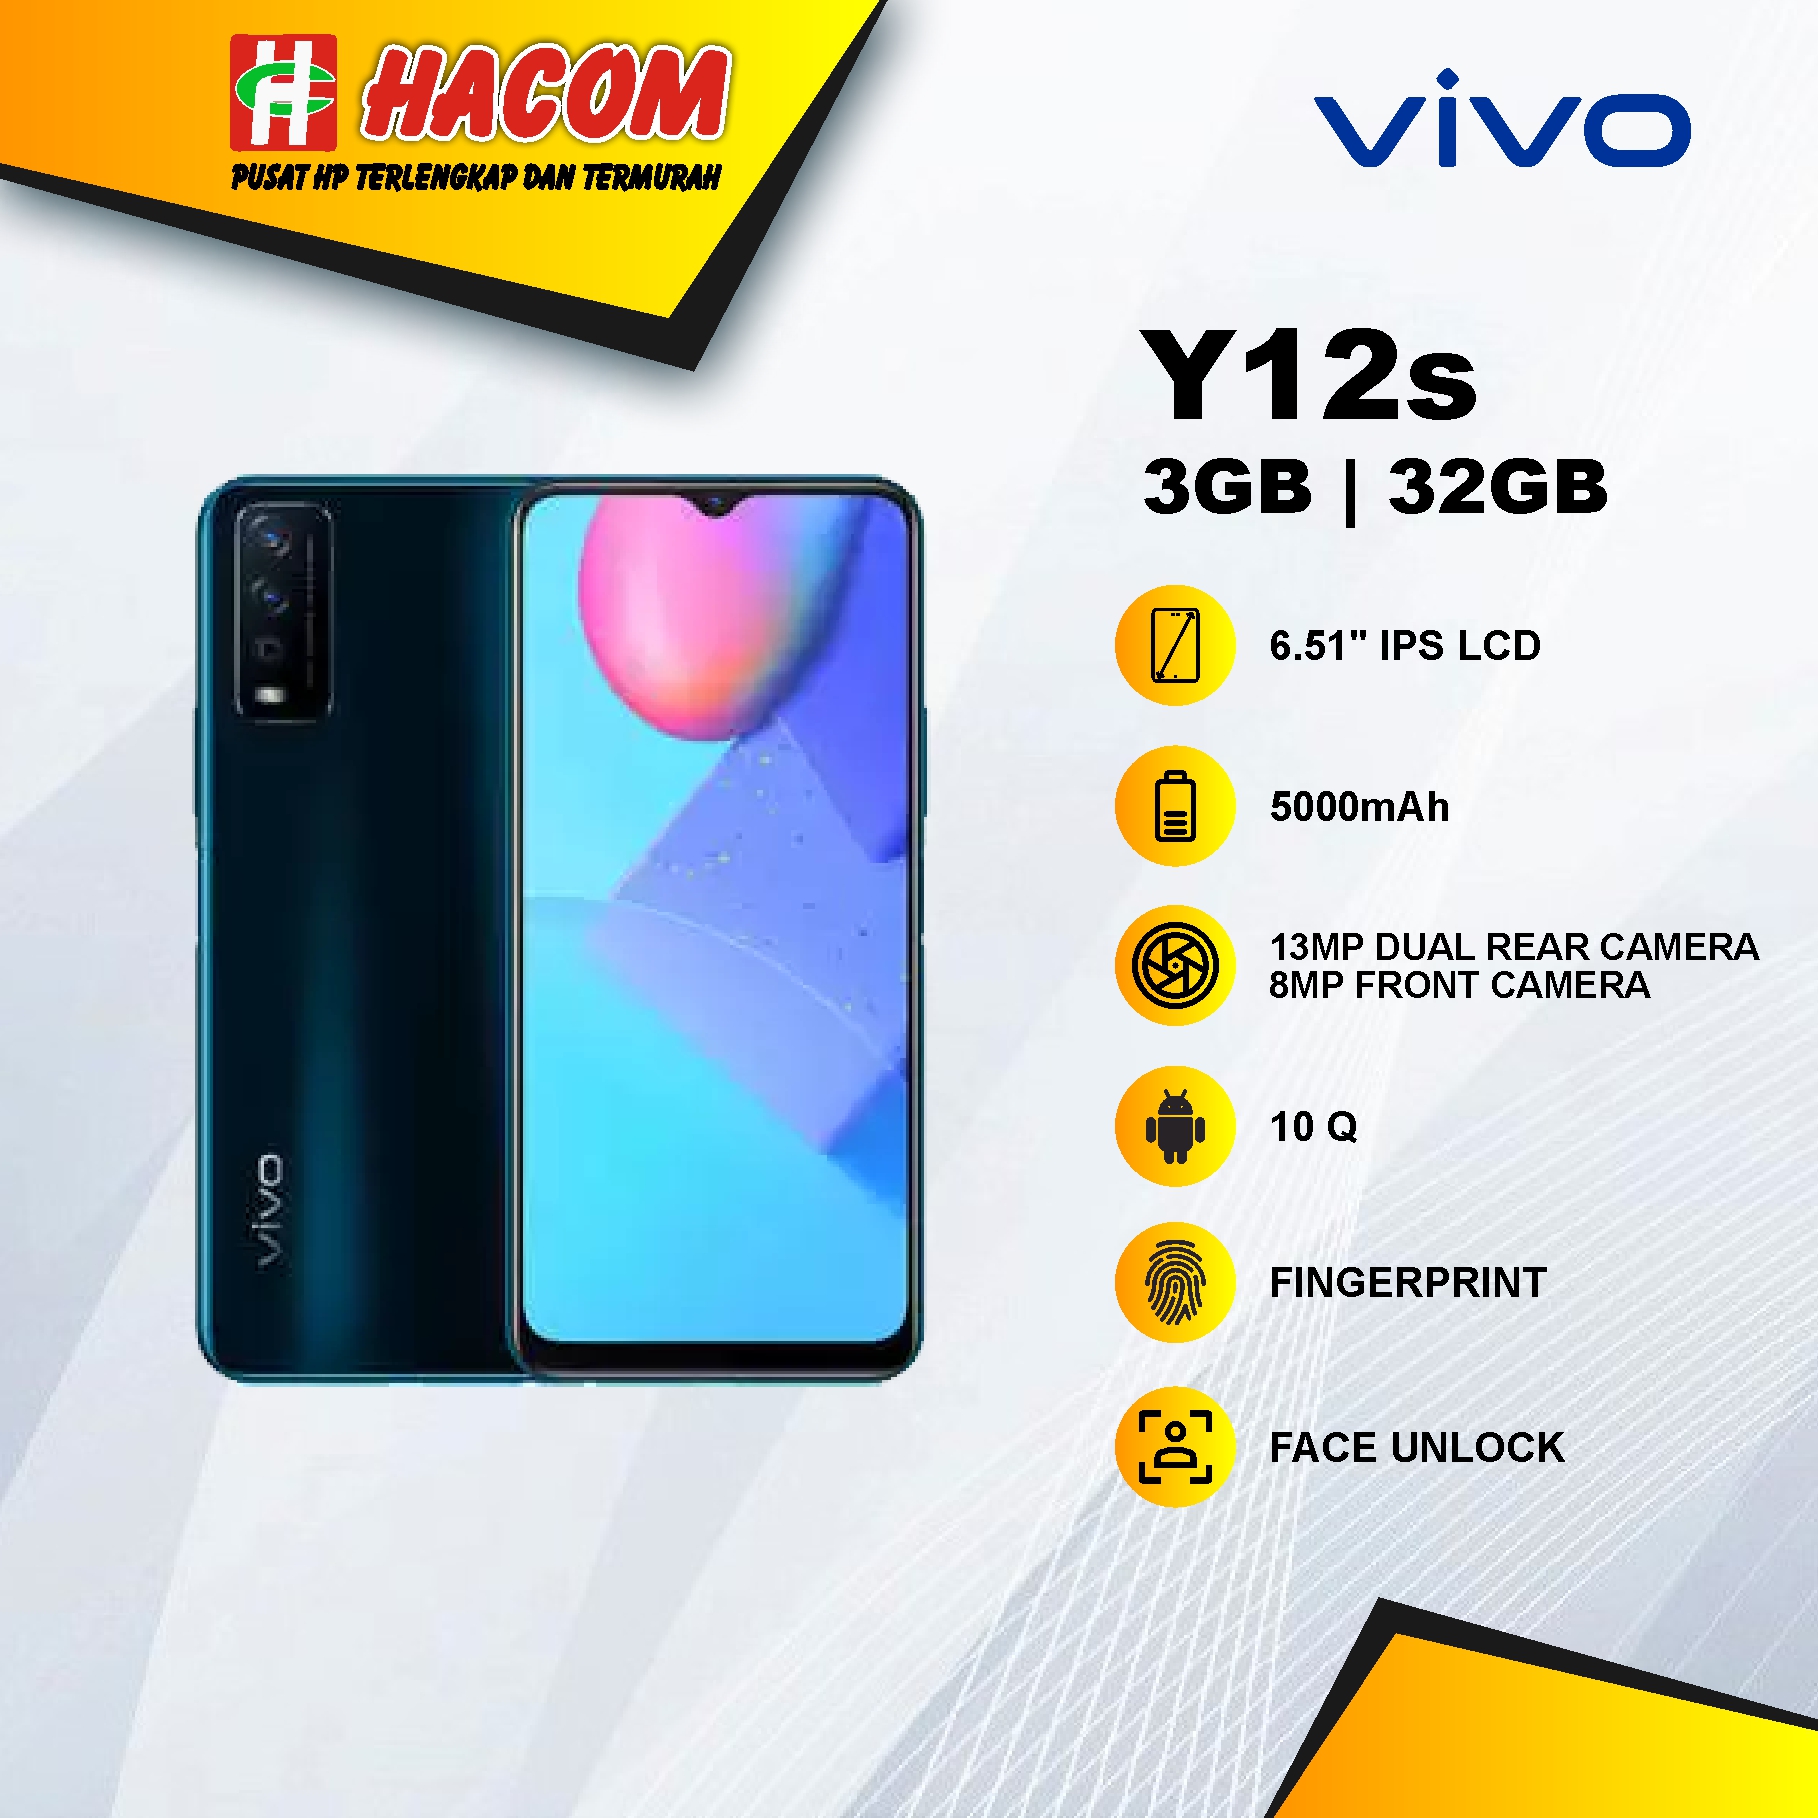 HACOM
PUSAT HP TERLENGKAP DAN TERMURAH
vivo
Y12s
3GB | 32GB
6.51" IPS LCD
5000mAh
13MP DUAL REAR CAMERA
8MP FRONT CAMERA
10 Q
FINGERPRINT
FACE UNLOCK
vivo